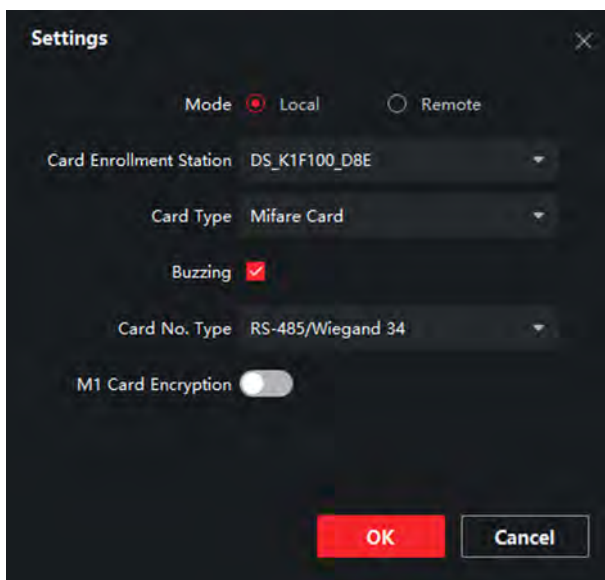 Settings
Mode Local Remote
Card Enrollment Station DS_K1F100_D8E
Card Type Mifare Card
Buzzing
Card No. Type RS-485/Wiegand 34
M1 Card Encryption
OK Cancel